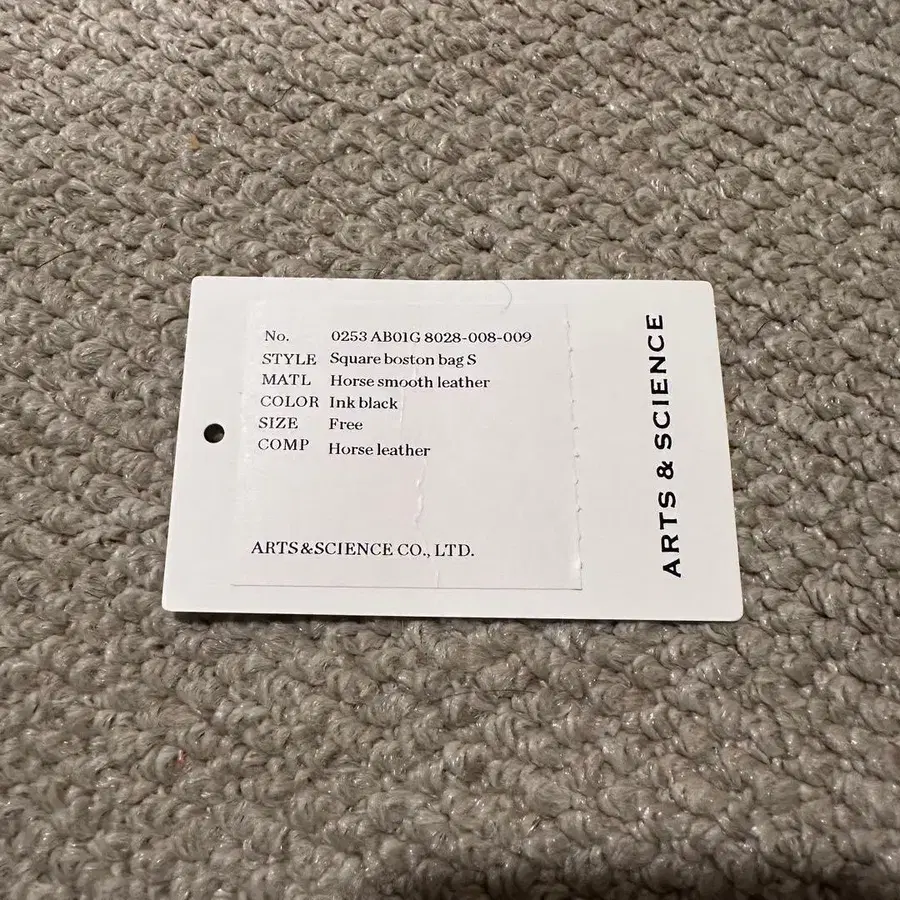 No. 0253 AB01G 8028-008-009
STYLE Square boston bag S
MATL Horse smooth leather
COLOR Ink black
SIZE Free
COMP Horse leather
ARTS&SCIENCE CO., LTD.
ARTS & SCIENCE